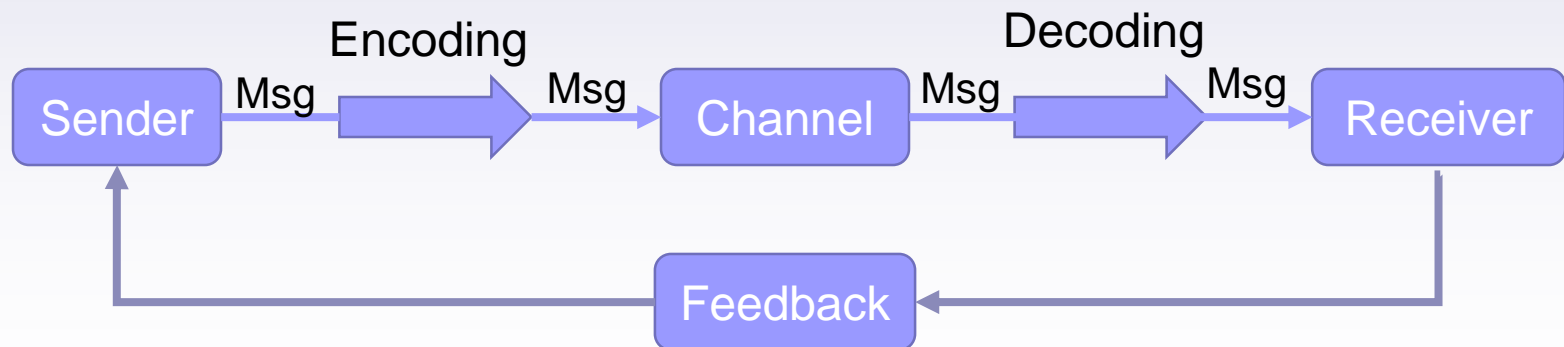 Encoding
Decoding
Sender
Msg
Msg
Channel
Msg
Msg
Receiver
Feedback